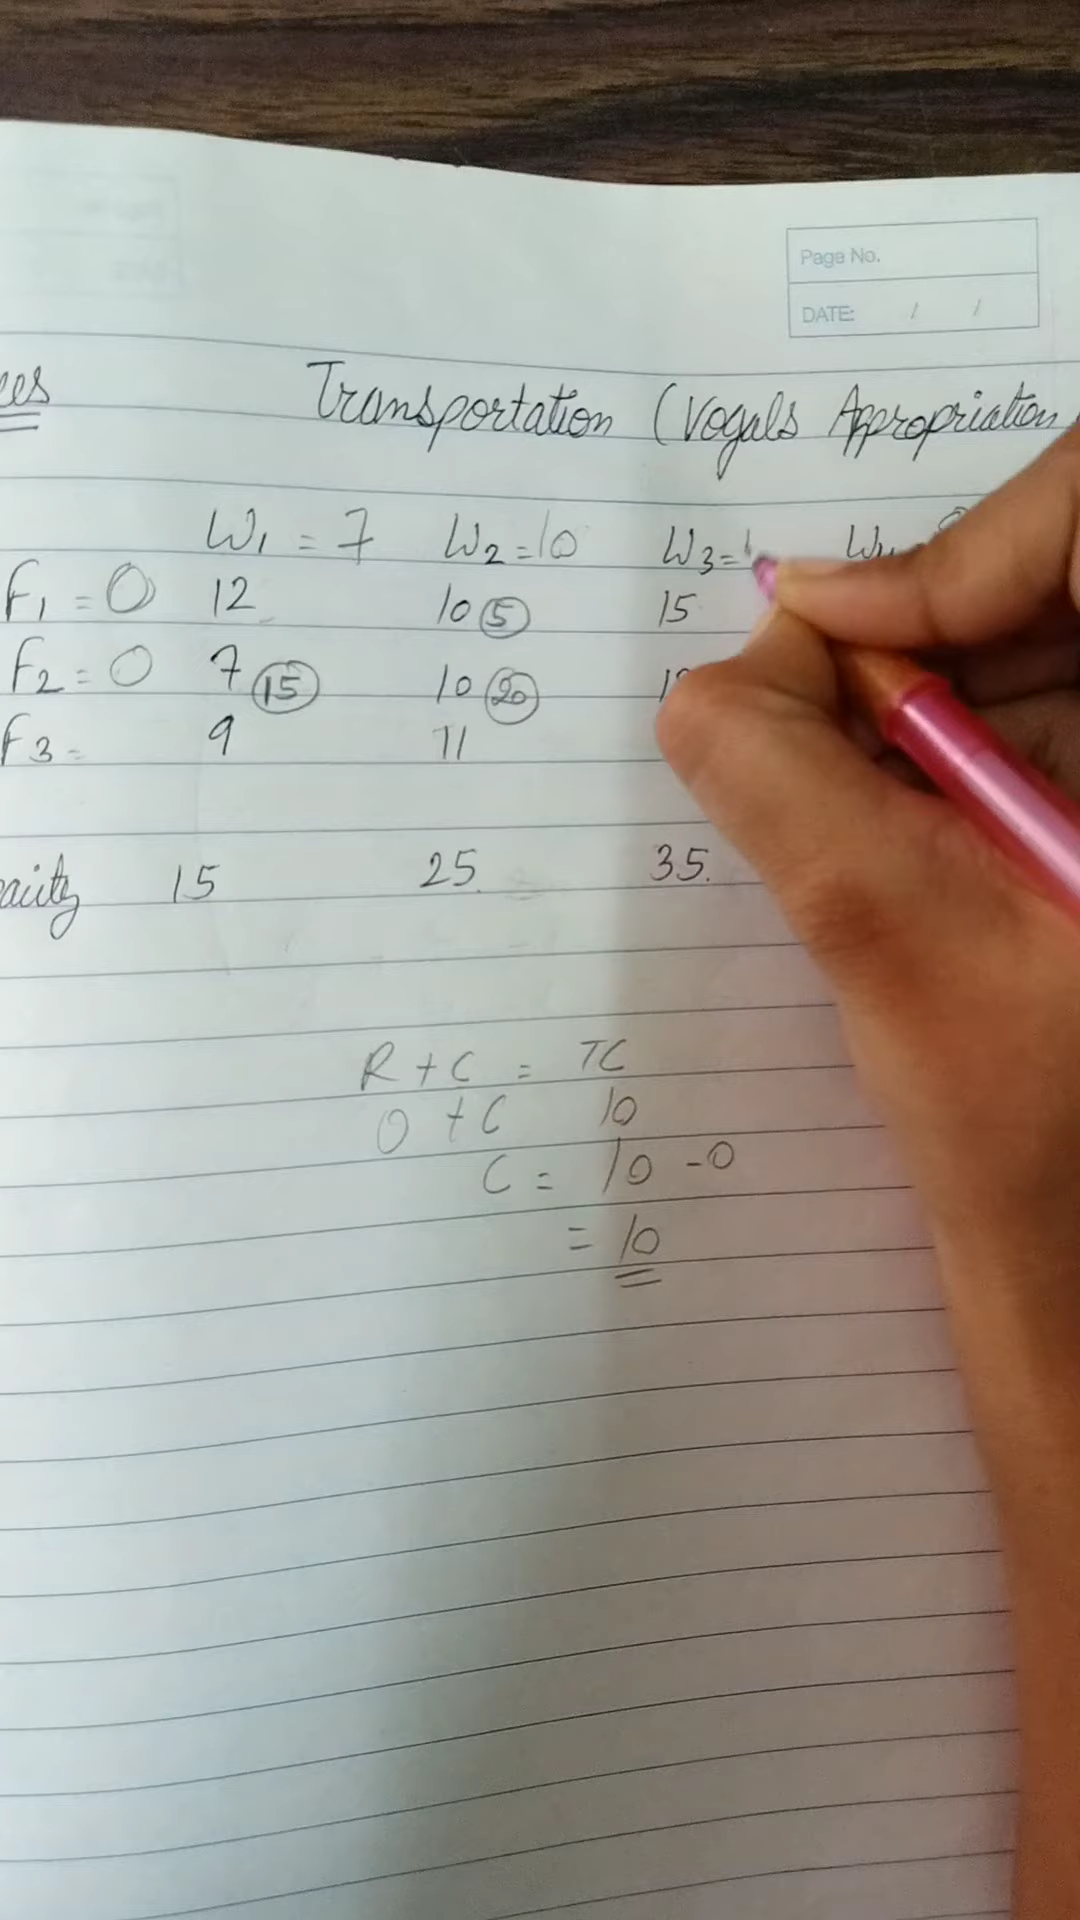 Page No.
DATE: / /
Transportation (Vogals Appropriation
W1 = 7 W2 = 10 W3 =
F1 = 0 12 10 (5) 15
F2 = 0 7 (15) 10 (20)
F3 = 9 11
15 25. 35.
R + C = TC
0 + C 10
C = 10 - 0
= 10